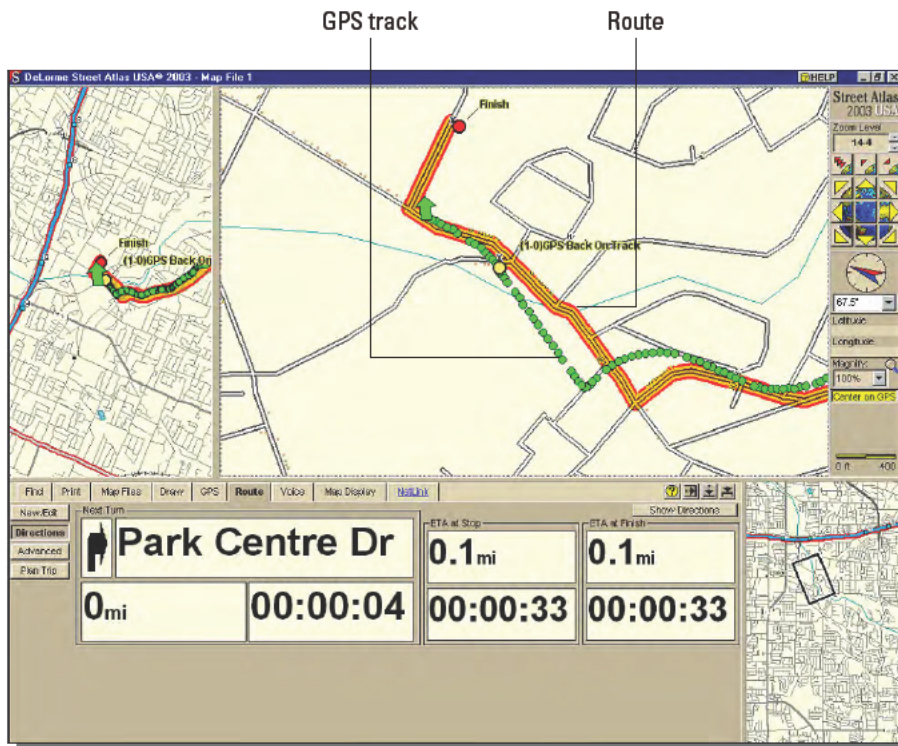 GPS track Route
DeLorme Street Atlas USA® 2003 - Map File 1
?HELP
Street Atlas
2003 USA
Zoom Level
14-4
Finish
(1-0)GPS Back On Track
Finish
(1-0)GPS Back On
67.5°
Latitude
Longitude
Magnify:
100%
Center on GPS
0 ft 400
Find Print Map Files Draw GPS Route Voice Map Display NetLink
New/Edit
Directions
Advanced
Plan Trip
Show Directions
Next Turn
Park Centre Dr
0mi 00:00:04
ETA at Stop
0.1mi
00:00:33
ETA at Finish
0.1mi
00:00:33